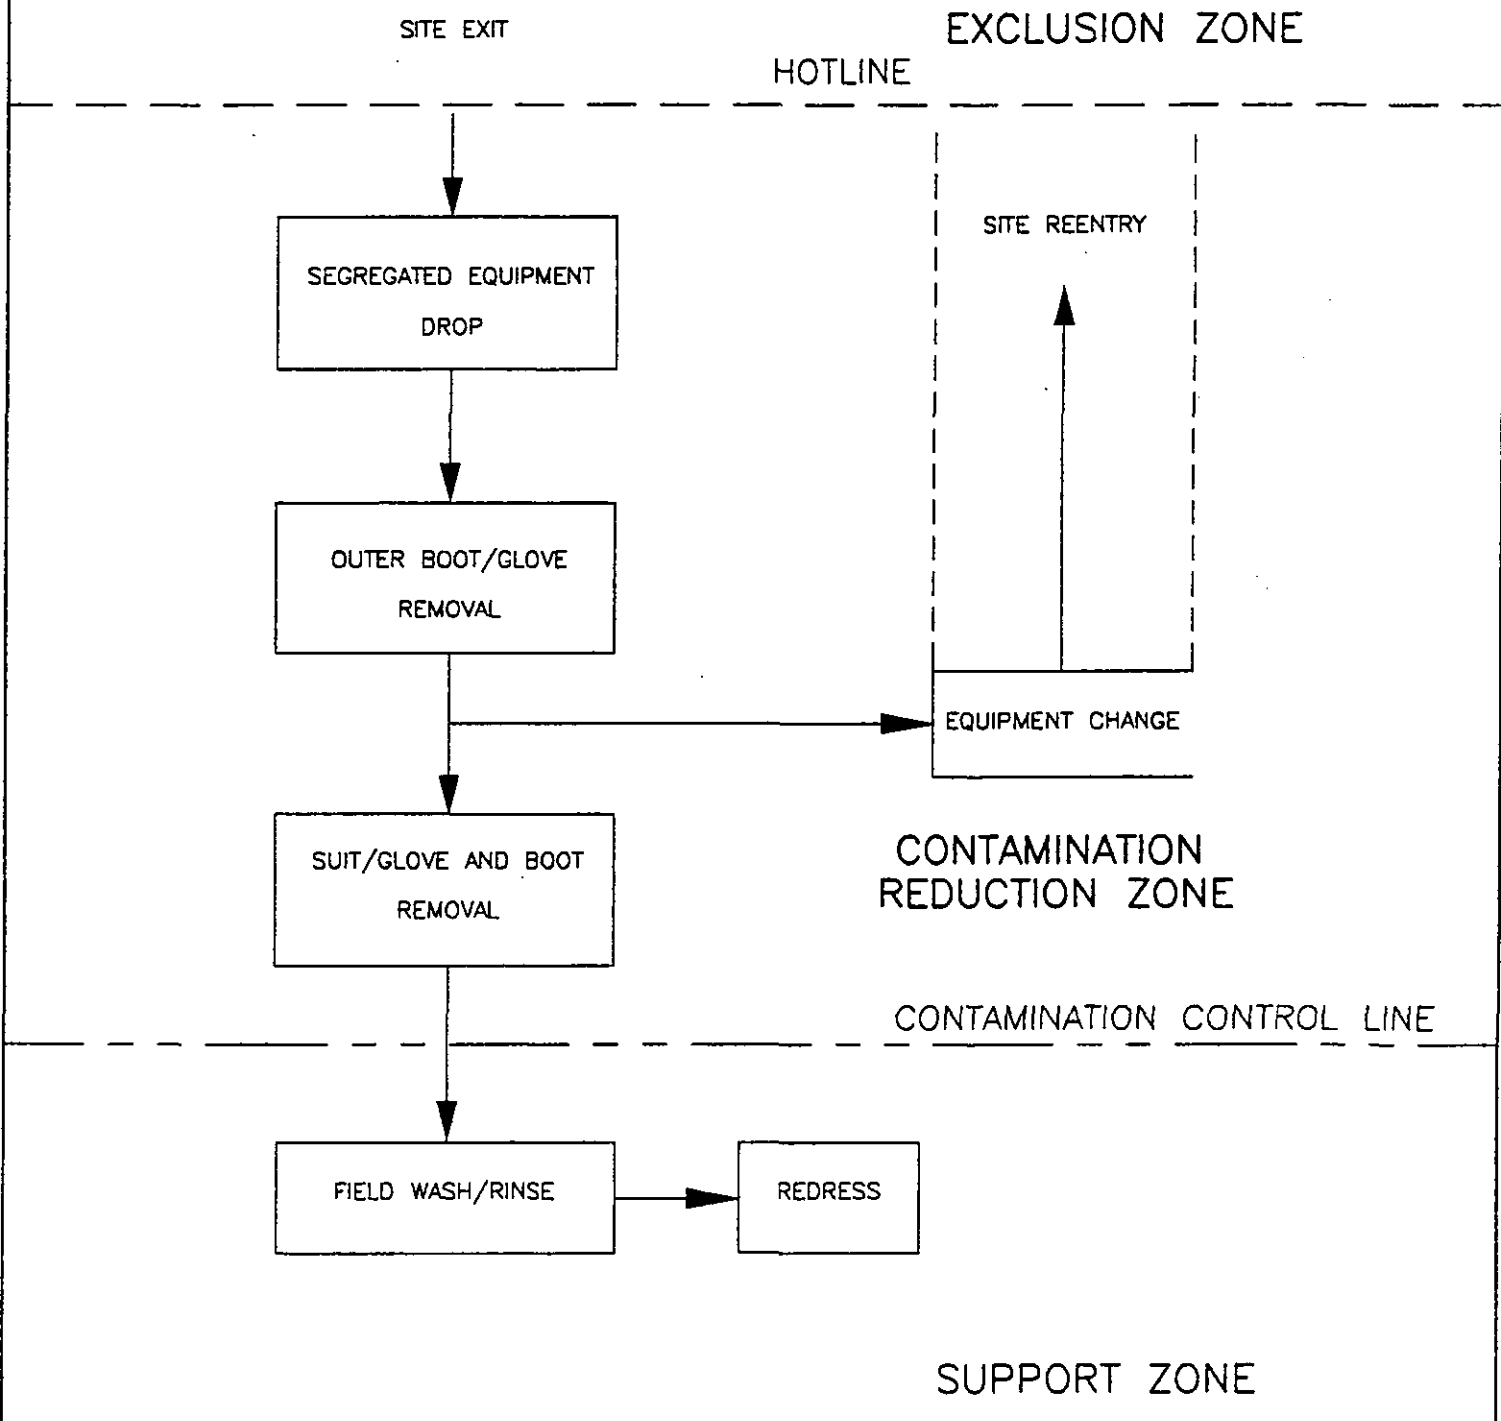 SITE EXIT
EXCLUSION ZONE
HOTLINE
SEGREGATED EQUIPMENT
DROP
SITE REENTRY
OUTER BOOT/GLOVE
REMOVAL
EQUIPMENT CHANGE
SUIT/GLOVE AND BOOT
REMOVAL
CONTAMINATION
REDUCTION ZONE
CONTAMINATION CONTROL LINE
FIELD WASH/RINSE
REDRESS
SUPPORT ZONE